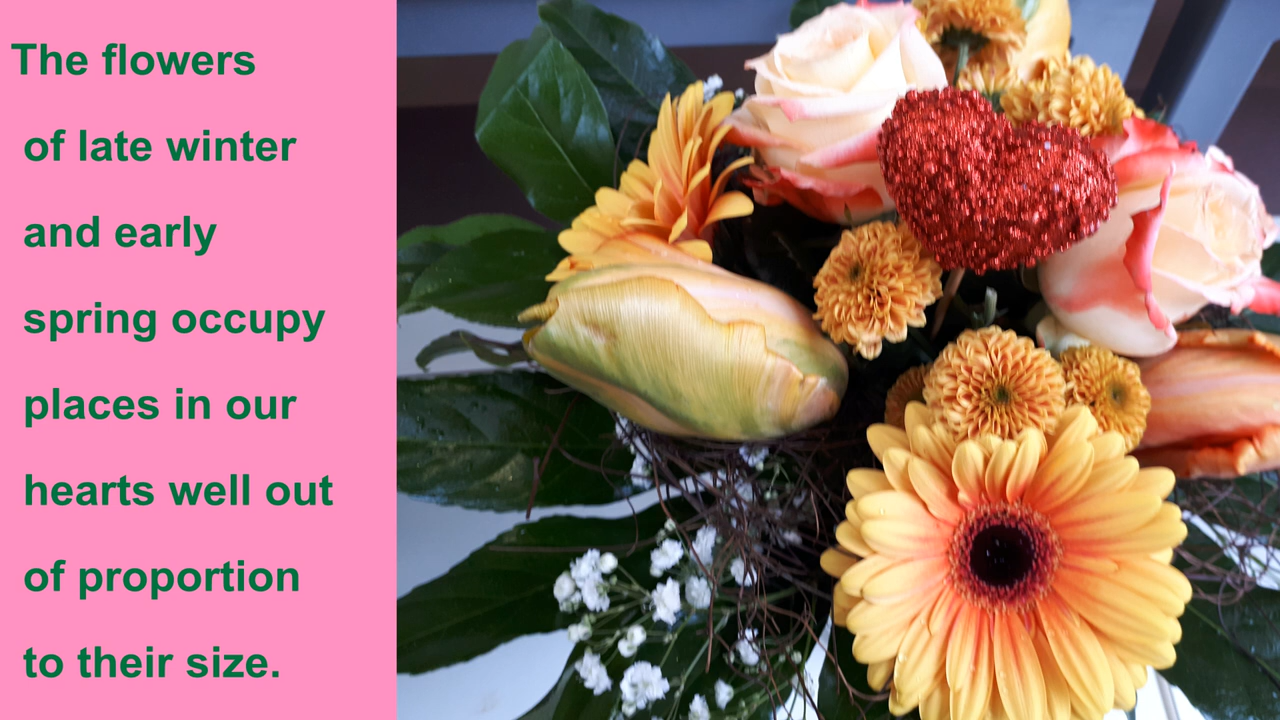 The flowers
of late winter
and early
spring occupy
places in our
hearts well out
of proportion
to their size.